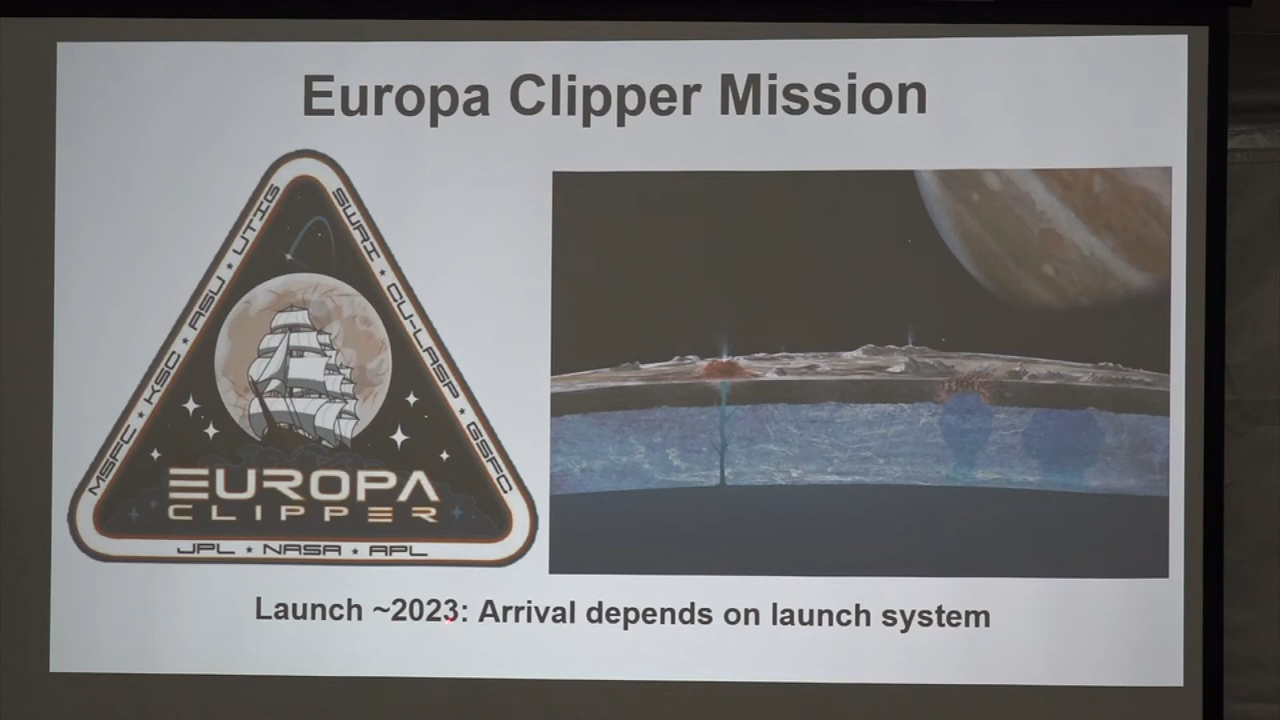 Europa Clipper Mission
MSFC ★ KSC ★ ASU ★ UTIG
SWRI ★ CU-LASP ★ GSFC
EUROPA
CLIPPER
JPL ★ NASA ★ APL
Launch ~2023: Arrival depends on launch system